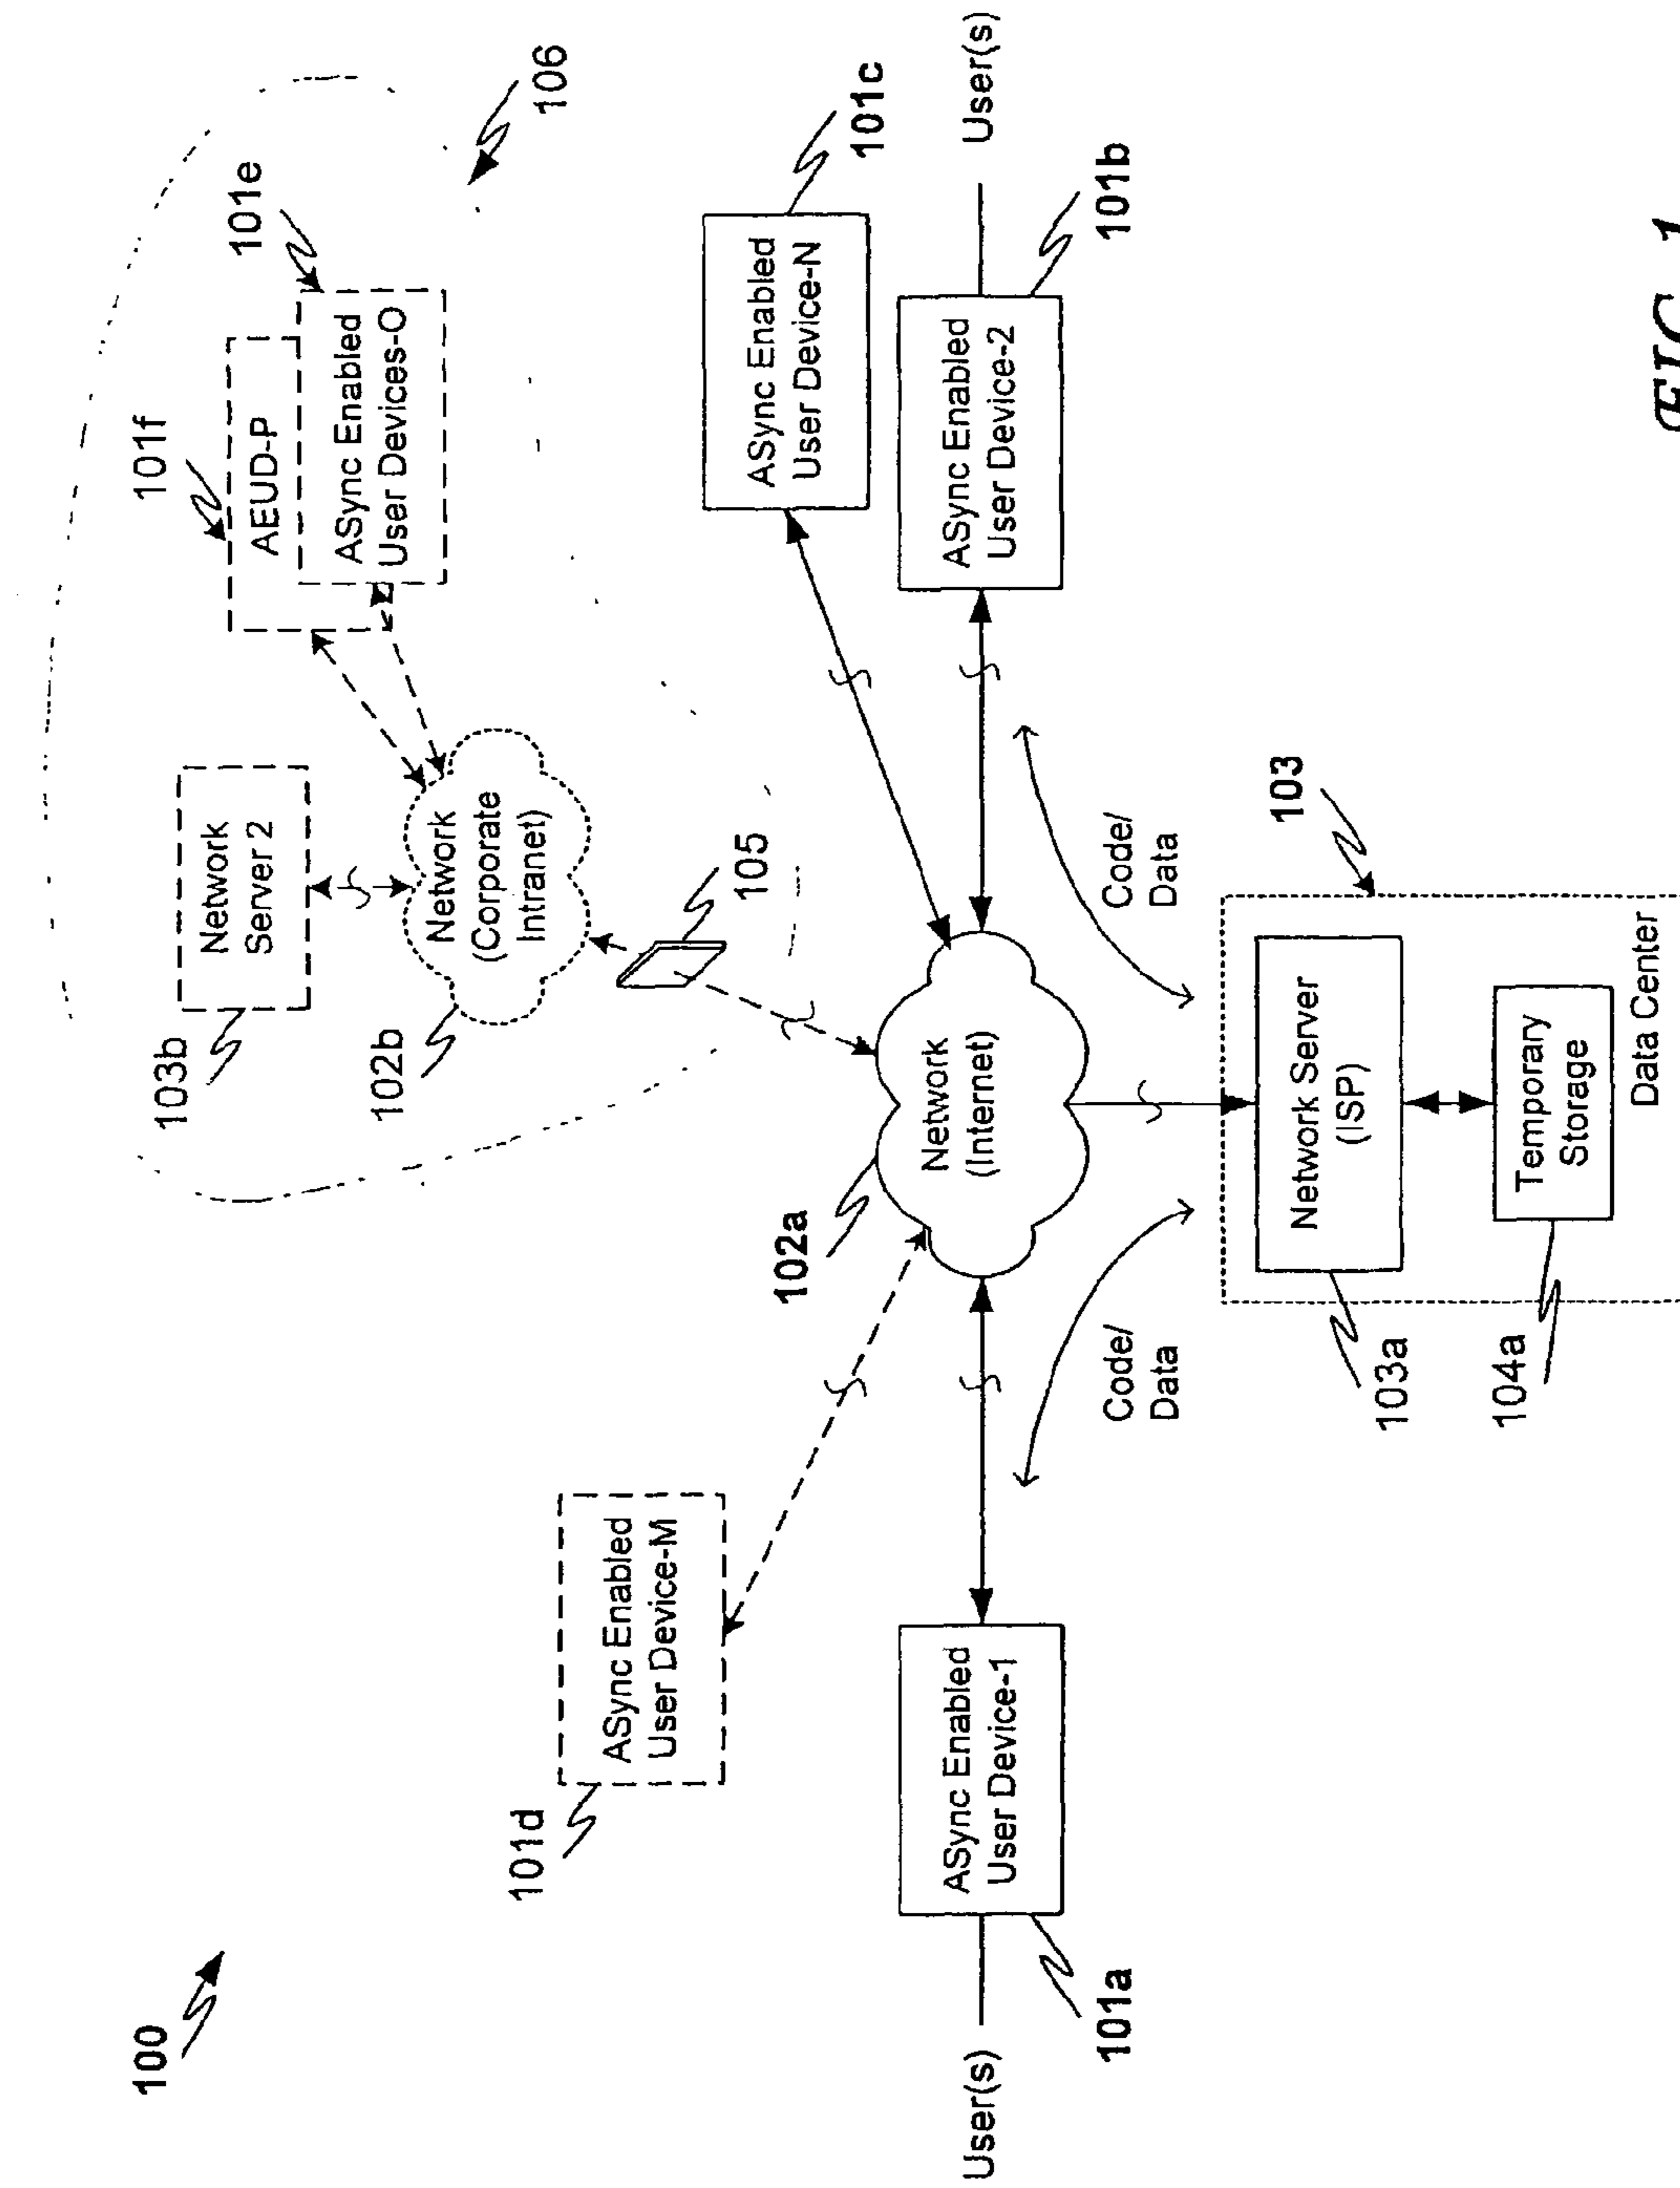 100
103b
Network
Server 2
101f
AEUD-P
101e
ASync Enabled
User Devices-O
106
102b
Network
(Corporate
Intranet)
105
101d
ASync Enabled
User Device-M
102a
Network
(Internet)
ASync Enabled
User Device-N
101c
User(s)
ASync Enabled
User Device-1
101a
ASync Enabled
User Device-2
101b
User(s)
Code/
Data
Code/
Data
103
Network Server
(ISP)
103a
Temporary
Storage
104a
Data Center
FIG. 1